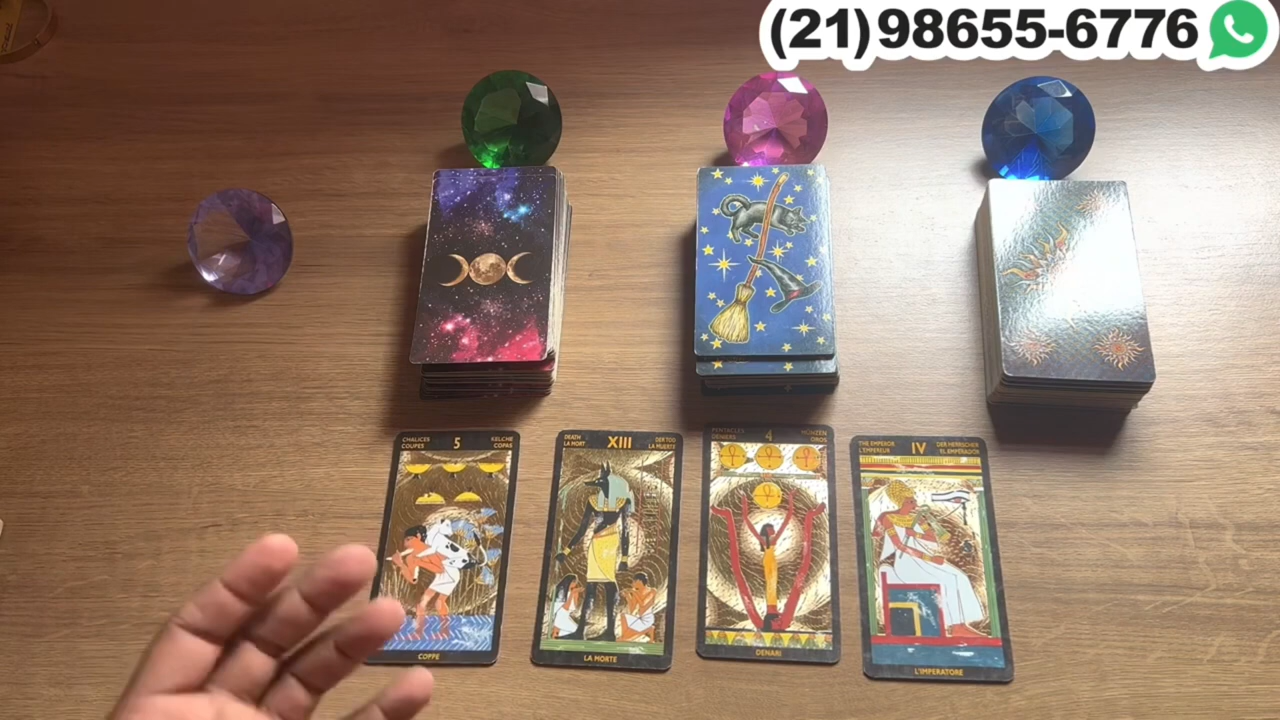 (21)98655-6776
CHALICES
COUPES
5
KELCHE
COPAS
COPPE
DEATH
LA MORT
XIII
DER TOD
LA MUERTE
LA MORTE
PENTACLES
DENIERS
4
MÜNZEN
OROS
DENARI
THE EMPEROR
L'EMPEREUR
IV
DER HERRSCHER
EL EMPERADOR
L'IMPERATORE